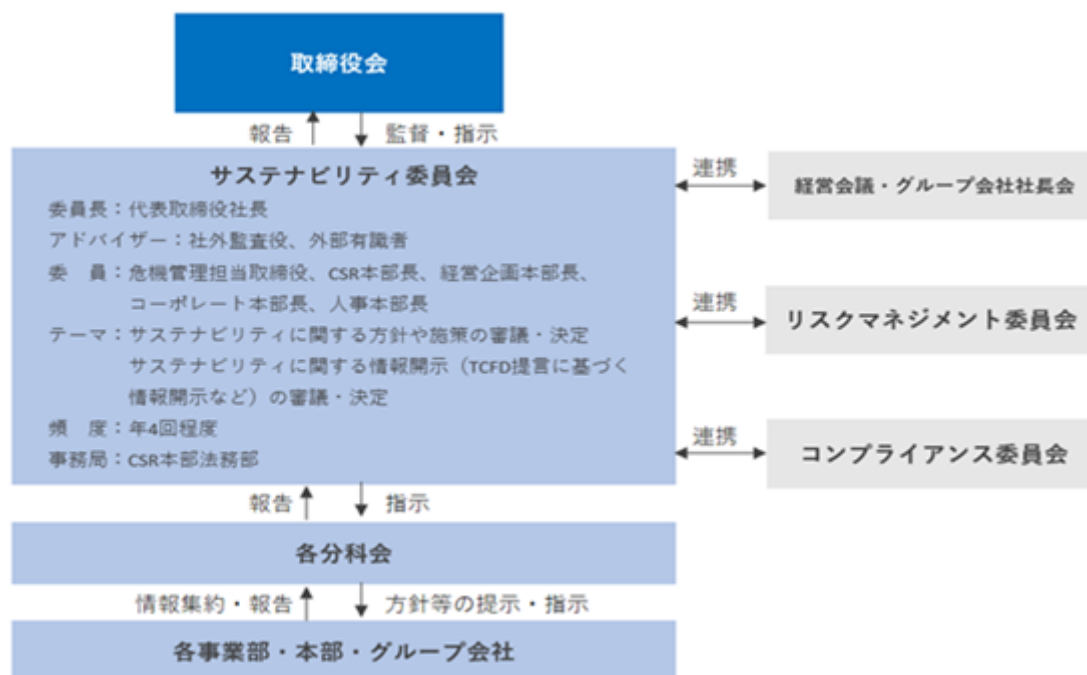 取締役会
報告
監督・指示
サステナビリティ委員会
委員長：代表取締役社長
アドバイザー：社外監査役、外部有識者
委　員：危機管理担当取締役、CSR本部長、経営企画本部長、
コーポレート本部長、人事本部長
テーマ：サステナビリティに関する方針や施策の審議・決定
サステナビリティに関する情報開示（TCFD提言に基づく
情報開示など）の審議・決定
頻　度：年4回程度
事務局：CSR本部法務部
連携
経営会議・グループ会社社長会
連携
リスクマネジメント委員会
連携
コンプライアンス委員会
報告
指示
各分科会
情報集約・報告
方針等の提示・指示
各事業部・本部・グループ会社